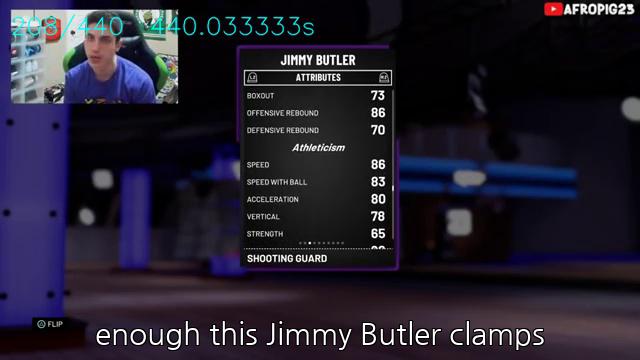 208/440 440.033333s
AFROPIG23
JIMMY BUTLER
ATTRIBUTES
BOXOUT 73
OFFENSIVE REBOUND 86
DEFENSIVE REBOUND 70
Athleticism
SPEED 86
SPEED WITH BALL 83
ACCELERATION 80
VERTICAL 78
STRENGTH 65
SHOOTING GUARD
FLIP
enough this Jimmy Butler clamps